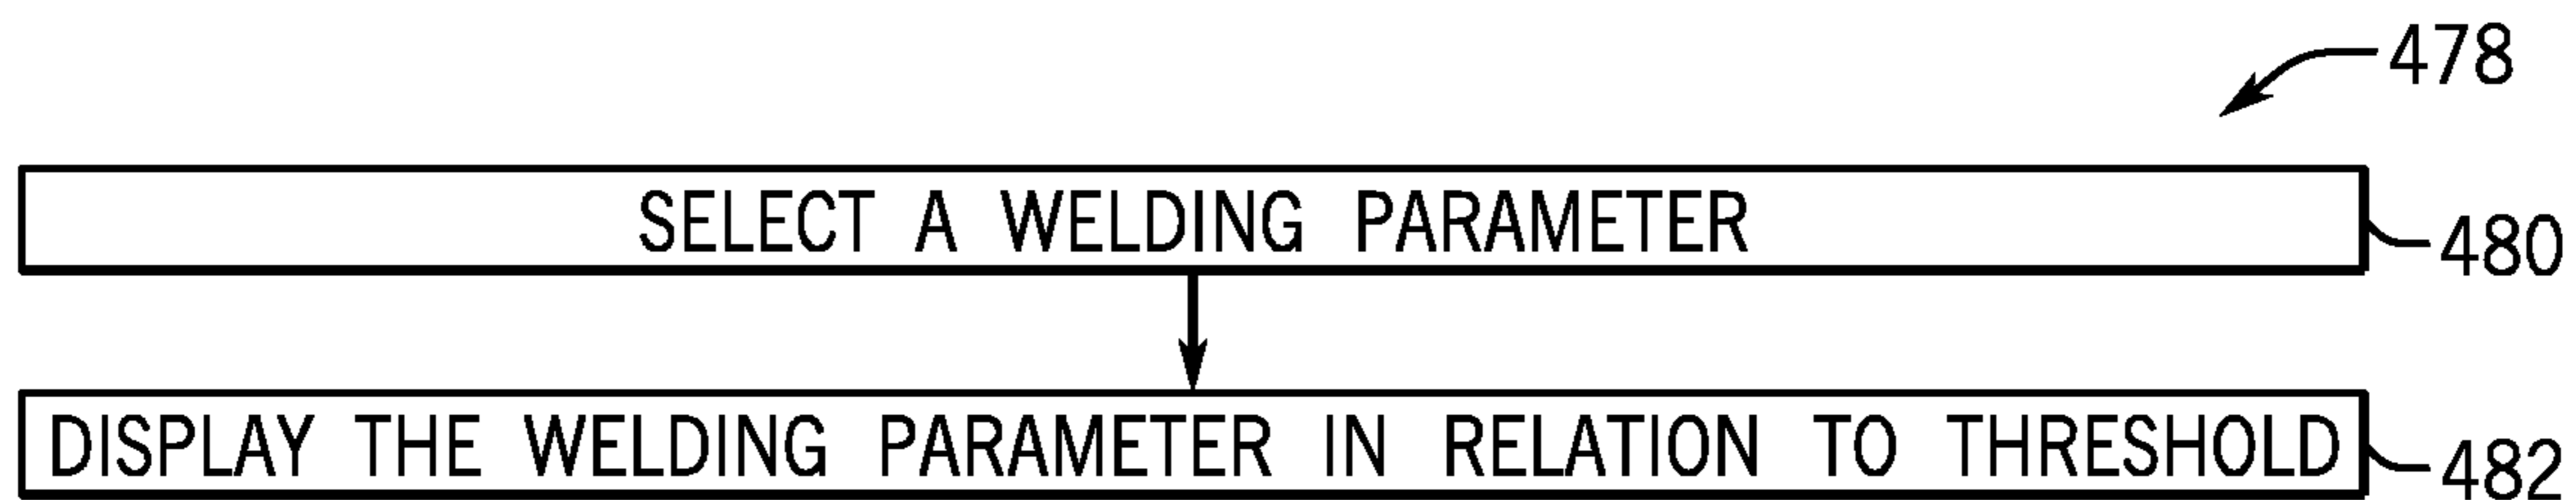 478
SELECT A WELDING PARAMETER
480
DISPLAY THE WELDING PARAMETER IN RELATION TO THRESHOLD
482